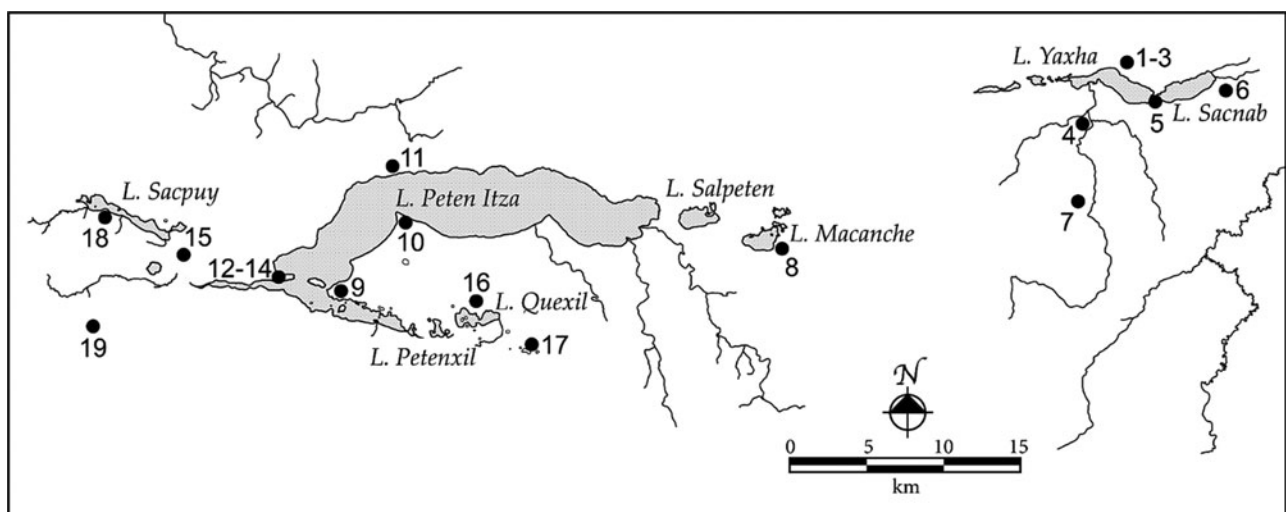 L. Yaxha
1-3
6
L. Sacnab
5
4
11
L. Sacpuy
L. Peten Itza
L. Salpeten
7
18
15
10
L. Macanche
8
12-14
9
16
L. Quexil
19
L. Petenxil
17
N
0 5 10 15
km